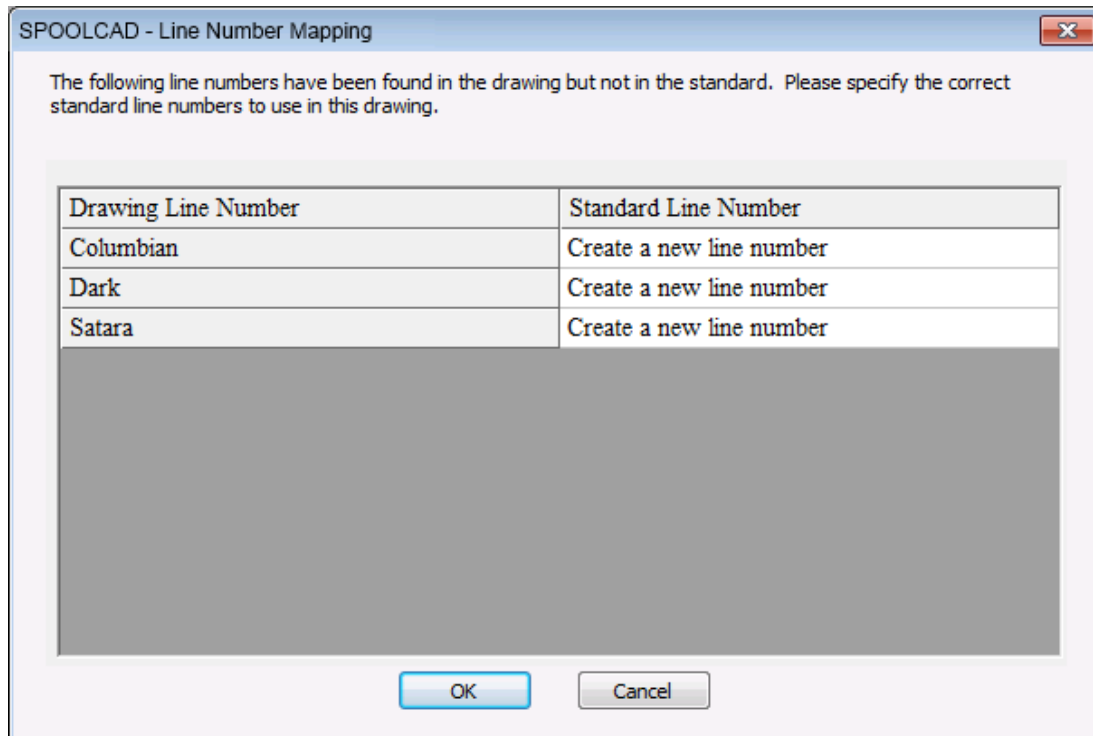 SPOOLCAD - Line Number Mapping
The following line numbers have been found in the drawing but not in the standard.  Please specify the correct
standard line numbers to use in this drawing.
Drawing Line Number Standard Line Number
Columbian Create a new line number
Dark Create a new line number
Satara Create a new line number
OK Cancel